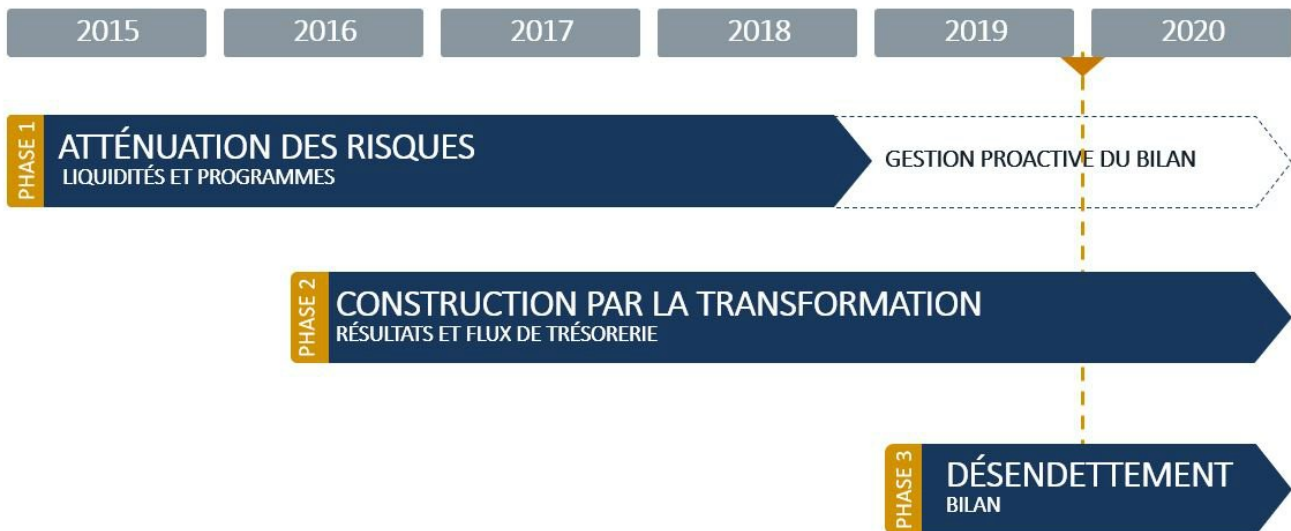 2015 2016 2017 2018 2019 2020
PHASE 1
ATTÉNUATION DES RISQUES
LIQUIDITÉS ET PROGRAMMES
GESTION PROACTIVE DU BILAN
PHASE 2
CONSTRUCTION PAR LA TRANSFORMATION
RÉSULTATS ET FLUX DE TRÉSORERIE
PHASE 3
DÉSENDETTEMENT
BILAN